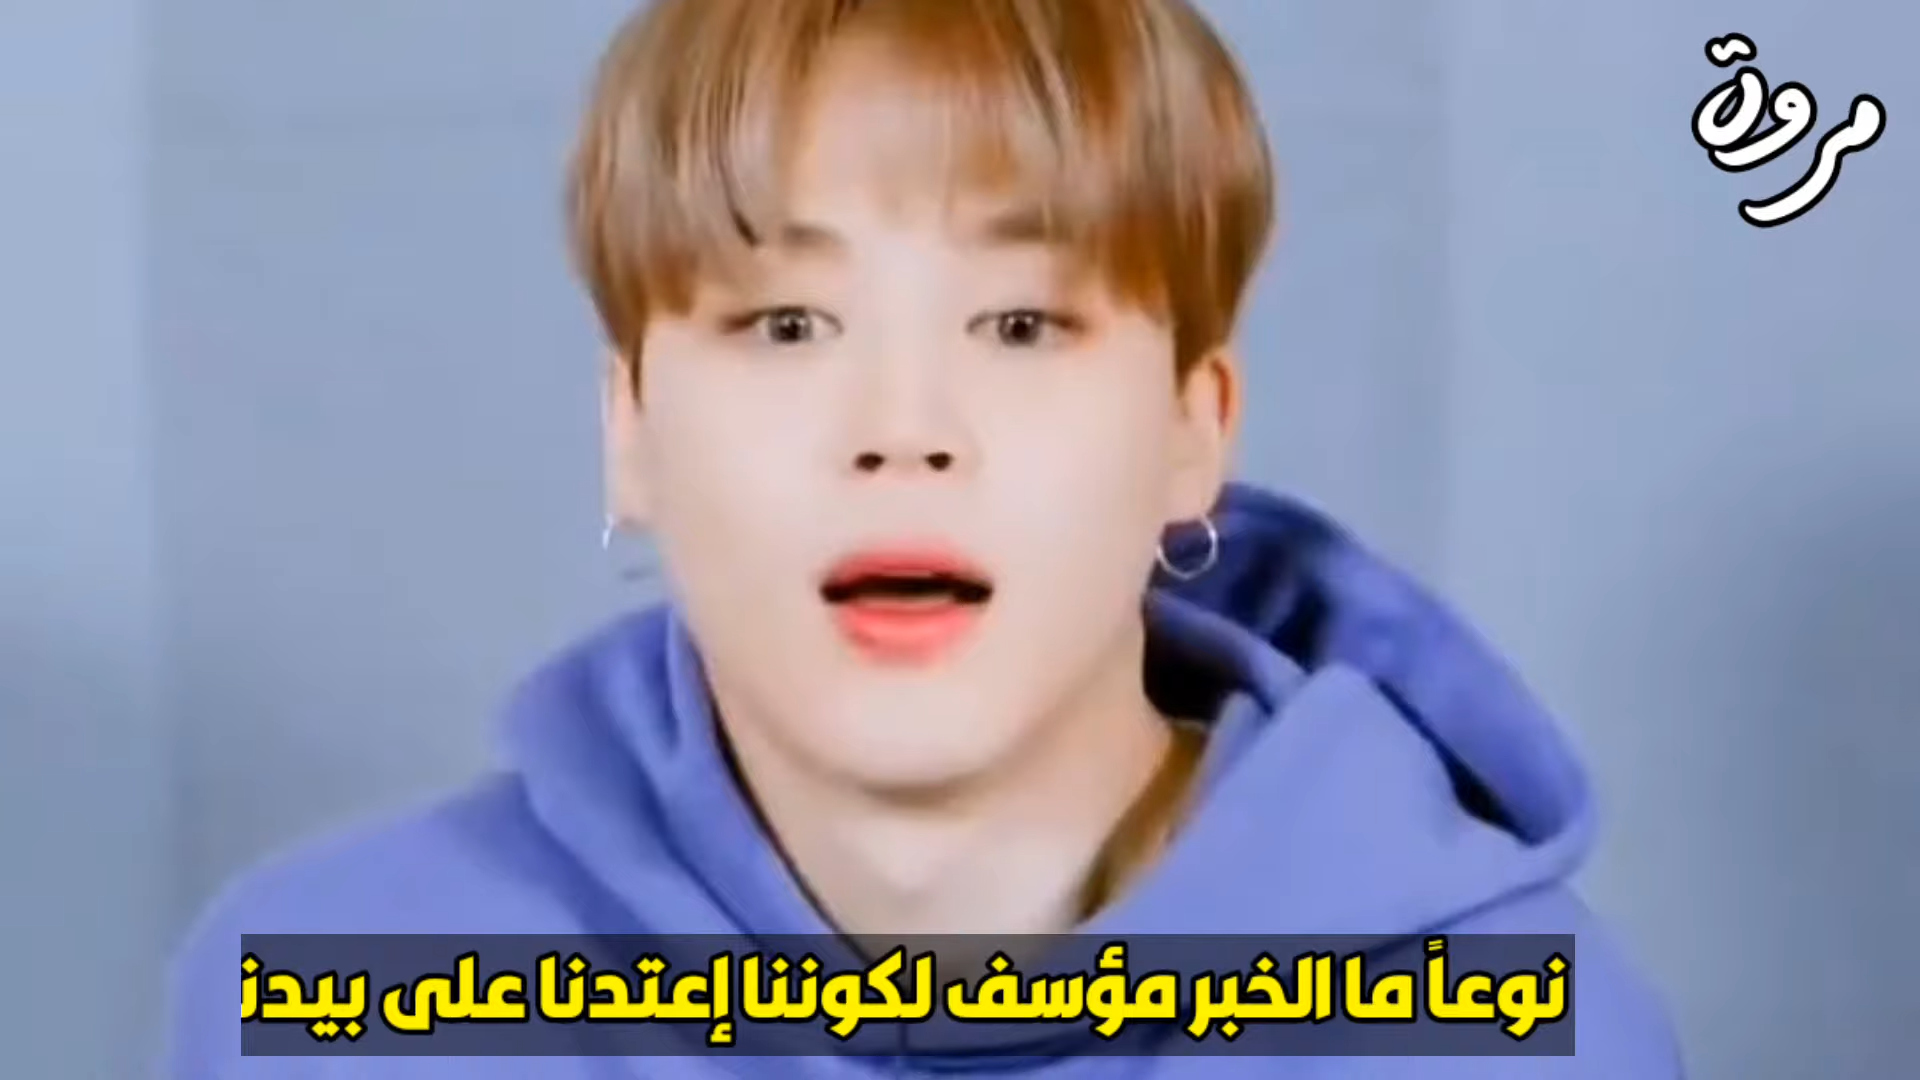 مروة
نوعاً ما الخبر مؤسف لكوننا إعتدنا على